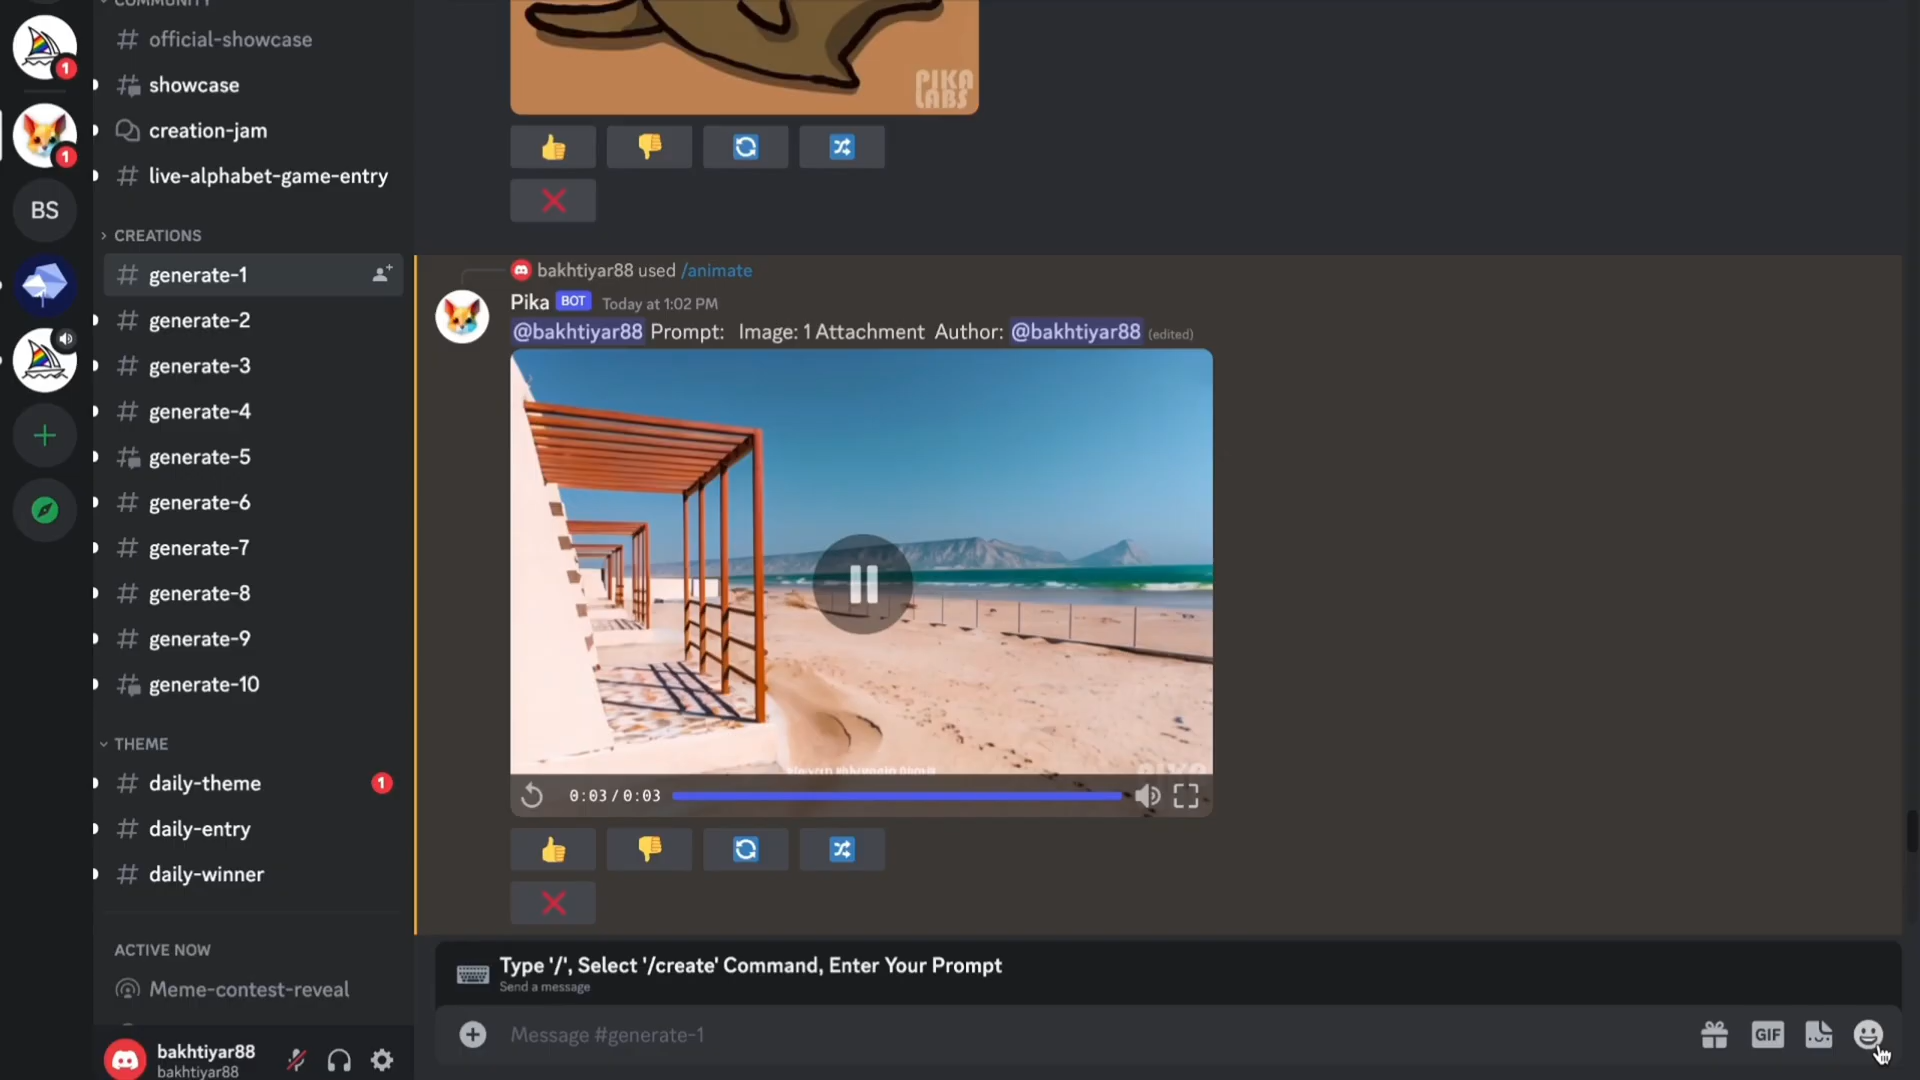 COMMUNITY
official-showcase
showcase
creation-jam
live-alphabet-game-entry
CREATIONS
generate-1
generate-2
generate-3
generate-4
generate-5
generate-6
generate-7
generate-8
generate-9
generate-10
THEME
daily-theme
1
daily-entry
daily-winner
ACTIVE NOW
Meme-contest-reveal
bakhtiyar88
bakhtiyar88
1
1
BS
PIKA
LABS
bakhtiyar88 used /animate
Pika BOT Today at 1:02 PM
@bakhtiyar88 Prompt: Image: 1 Attachment Author: @bakhtiyar88 (edited)
0:03 / 0:03
Type '/', Select '/create' Command, Enter Your Prompt
Send a message
Message #generate-1
GIF